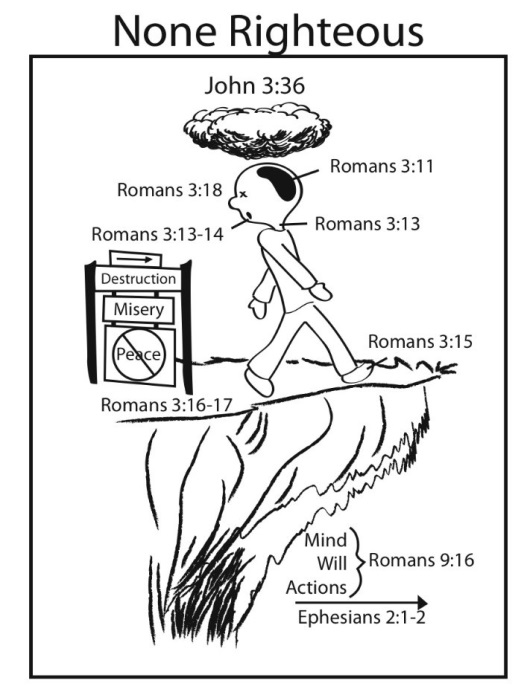 None Righteous
John 3:36
Romans 3:11
Romans 3:18
Romans 3:13
Romans 3:13-14
Destruction
Misery
Peace
Romans 3:15
Romans 3:16-17
Mind
Will
Actions
Romans 9:16
Ephesians 2:1-2